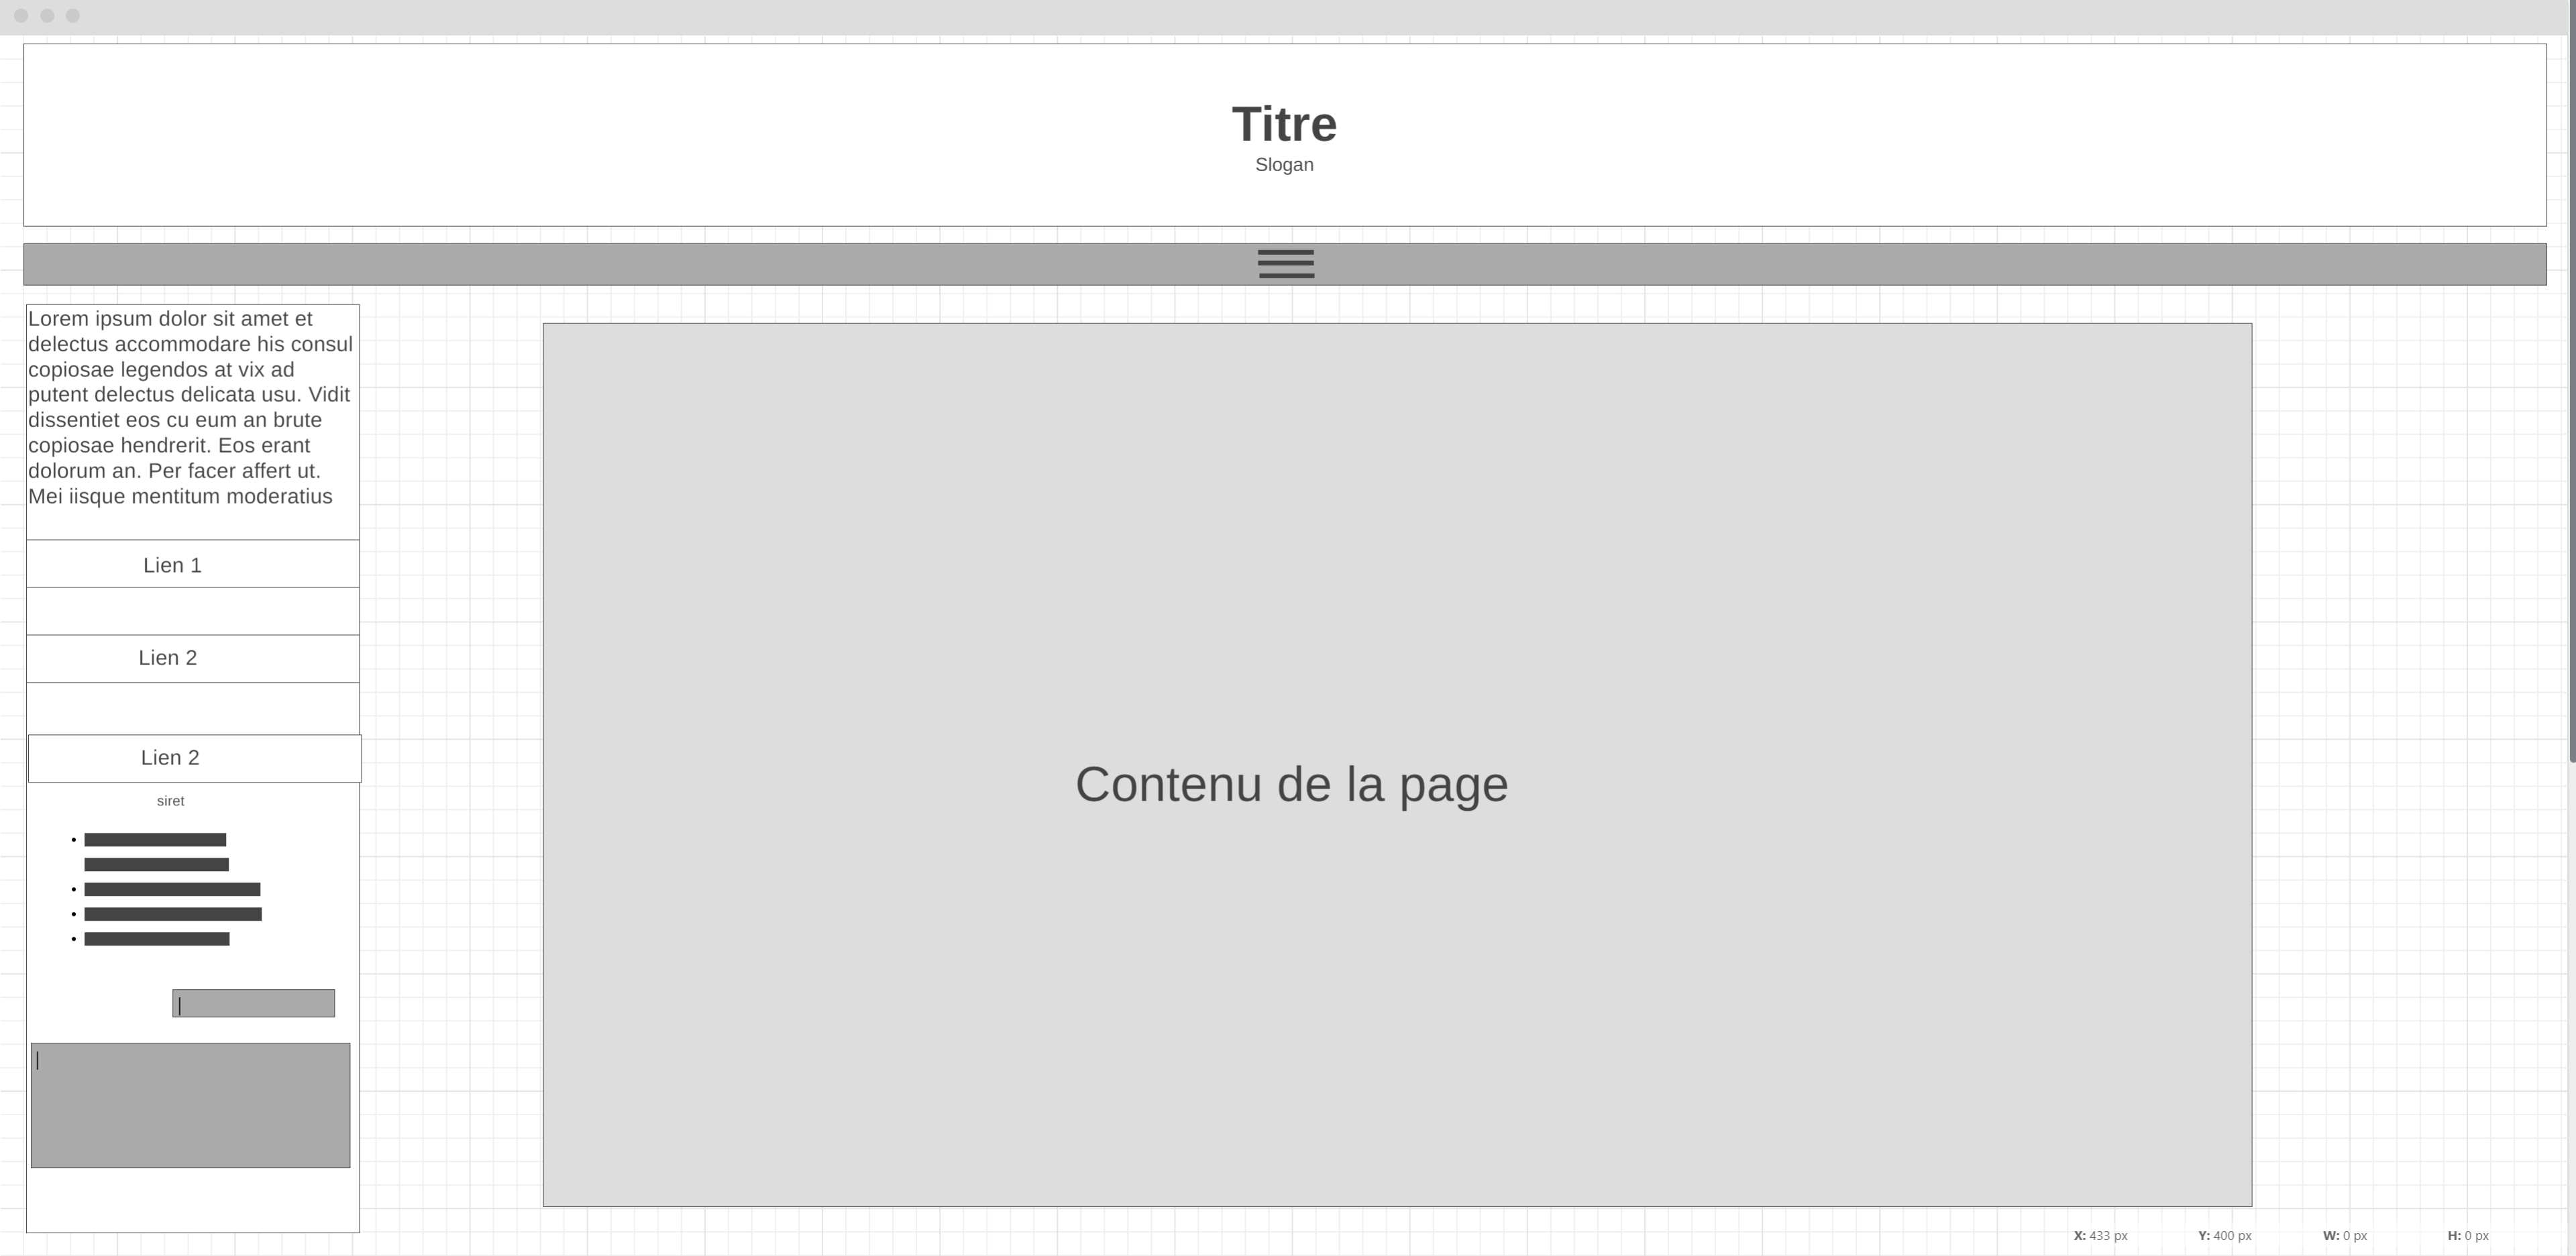 Titre
Slogan
Lorem ipsum dolor sit amet et
delectus accommodare his consul
copiosae legendos at vix ad
putent delectus delicata usu. Vidit
dissentiet eos cu eum an brute
copiosae hendrerit. Eos erant
dolorum an. Per facer affert ut.
Mei iisque mentitum moderatius
Lien 1
Lien 2
Lien 2
siret
Contenu de la page
X: 433 px Y: 400 px W: 0 px H: 0 px